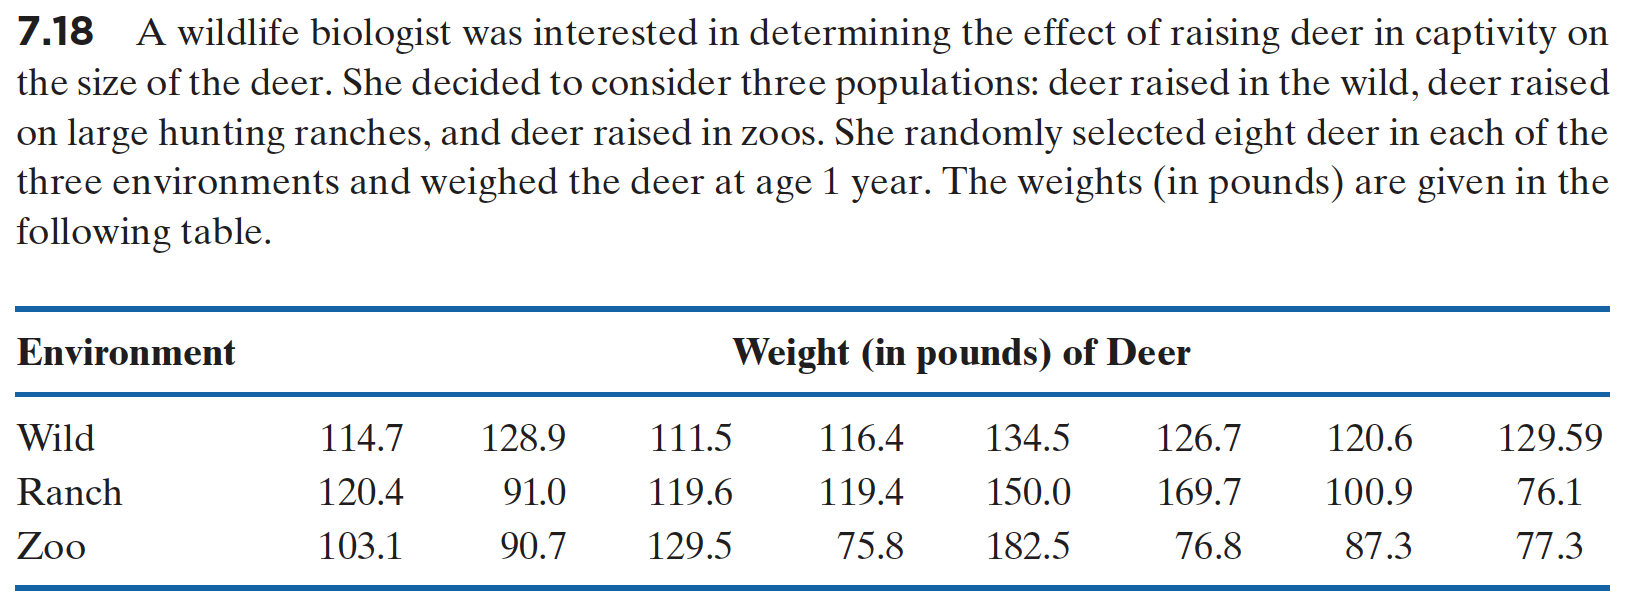 7.18 A wildlife biologist was interested in determining the effect of raising deer in captivity on
the size of the deer. She decided to consider three populations: deer raised in the wild, deer raised
on large hunting ranches, and deer raised in zoos. She randomly selected eight deer in each of the
three environments and weighed the deer at age 1 year. The weights (in pounds) are given in the
following table.
Environment Weight (in pounds) of Deer
Wild 114.7 128.9 111.5 116.4 134.5 126.7 120.6 129.59
Ranch 120.4 91.0 119.6 119.4 150.0 169.7 100.9 76.1
Zoo 103.1 90.7 129.5 75.8 182.5 76.8 87.3 77.3